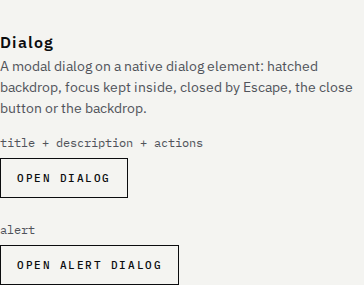 Dialog
A modal dialog on a native dialog element: hatched
backdrop, focus kept inside, closed by Escape, the close
button or the backdrop.
title + description + actions
OPEN DIALOG
alert
OPEN ALERT DIALOG